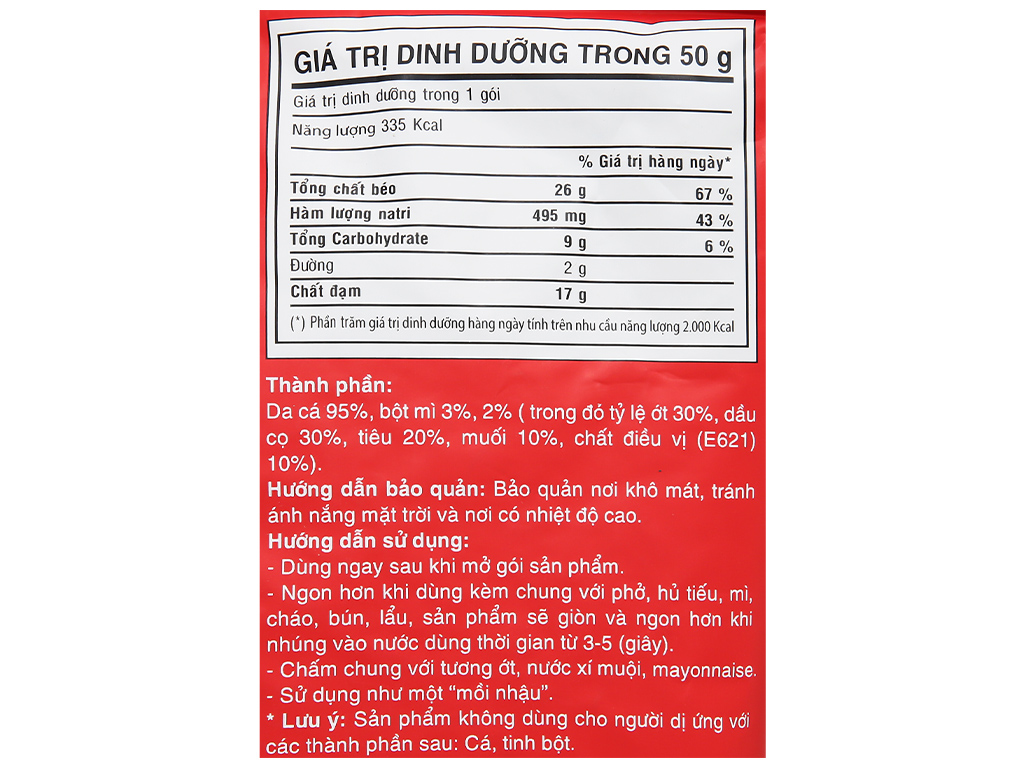 GIÁ TRỊ DINH DƯỠNG TRONG 50 g
Giá trị dinh dưỡng trong 1 gói
Năng lượng 335 Kcal
% Giá trị hàng ngày*
Tổng chất béo 26 g 67 %
Hàm lượng natri 495 mg 43 %
Tổng Carbohydrate 9 g 6 %
Đường 2 g
Chất đạm 17 g
(*) Phần trăm giá trị dinh dưỡng hàng ngày tính trên nhu cầu năng lượng 2.000 Kcal
Thành phần:
Da cá 95%, bột mì 3%, 2% ( trong đó tỷ lệ ớt 30%, dầu
cọ 30%, tiêu 20%, muối 10%, chất điều vị (E621)
10%).
Hướng dẫn bảo quản: Bảo quản nơi khô mát, tránh
ánh nắng mặt trời và nơi có nhiệt độ cao.
Hướng dẫn sử dụng:
- Dùng ngay sau khi mở gói sản phẩm.
- Ngon hơn khi dùng kèm chung với phở, hủ tiếu, mì,
cháo, bún, lẩu, sản phẩm sẽ giòn và ngon hơn khi
nhúng vào nước dùng thời gian từ 3-5 (giây).
- Chấm chung với tương ớt, nước xí muội, mayonnaise.
- Sử dụng như một “mồi nhậu”.
* Lưu ý: Sản phẩm không dùng cho người dị ứng với
các thành phần sau: Cá, tinh bột.